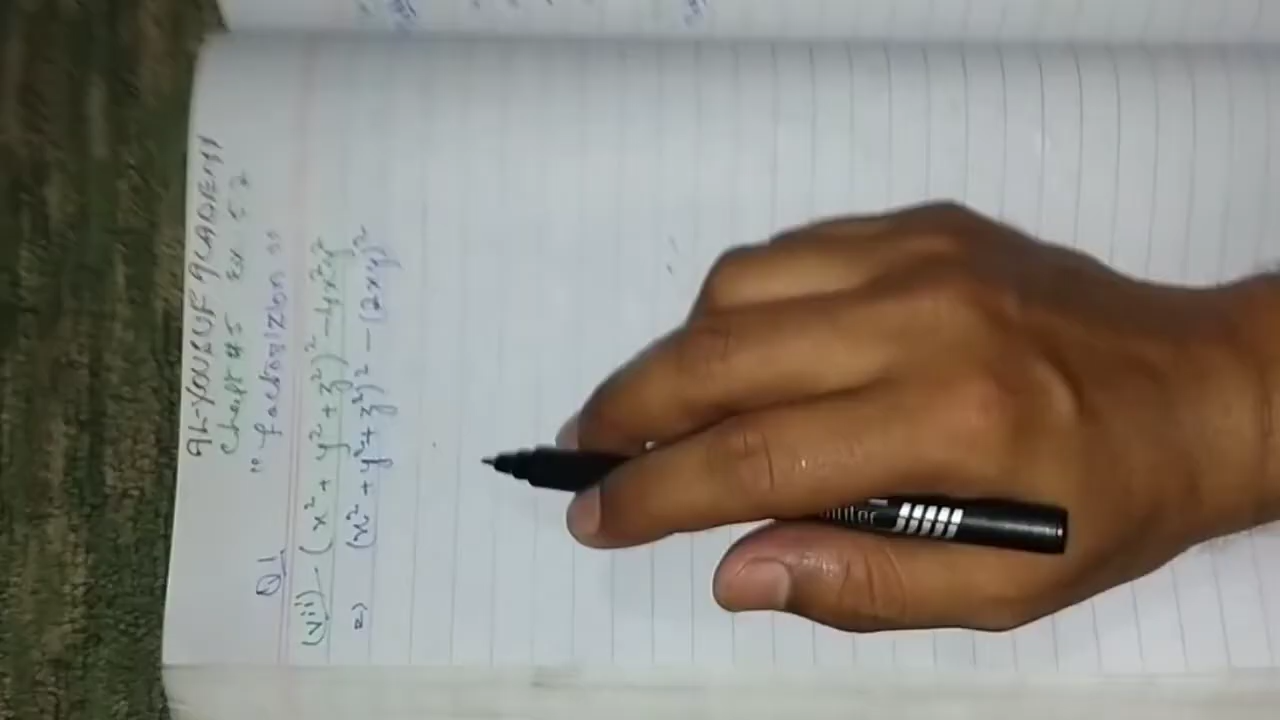 AL-YOUSUF ACADEMY
Chapt #5 Ex 5.2
"factorization"
Q1
(vii) - (x² + y² + z²)² - 4x²y²
=) (x² + y² + z²)² - (2xy)²